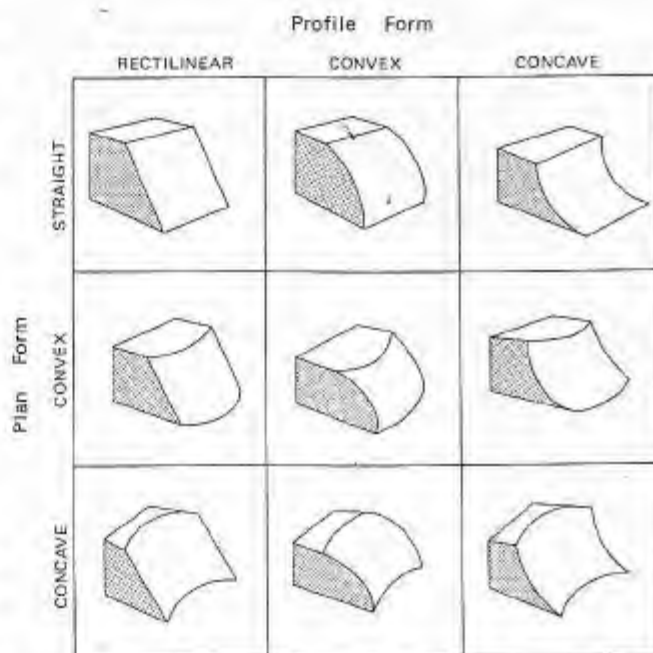 Profile Form
RECTILINEAR CONVEX CONCAVE
Plan Form
STRAIGHT
CONVEX
CONCAVE